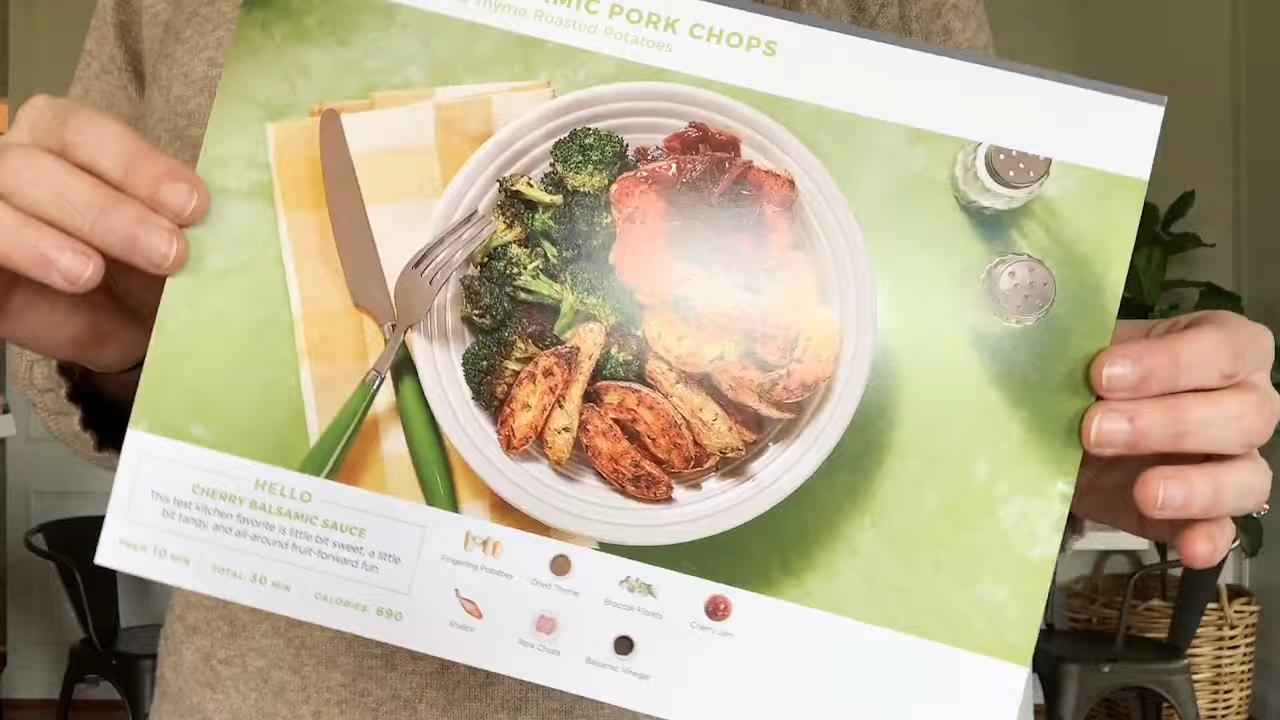 AMIC PORK CHOPS
Thyme Roasted Potatoes
HELLO
CHERRY BALSAMIC SAUCE
This test kitchen favorite is little bit sweet, a little
bit tangy, and all-around fruit-forward fun.
PREP: 10 MIN TOTAL: 30 MIN CALORIES: 690
Fingerling Potatoes Dried Thyme Broccoli Florets Cherry Jam
Shallot Pork Chops Balsamic Vinegar